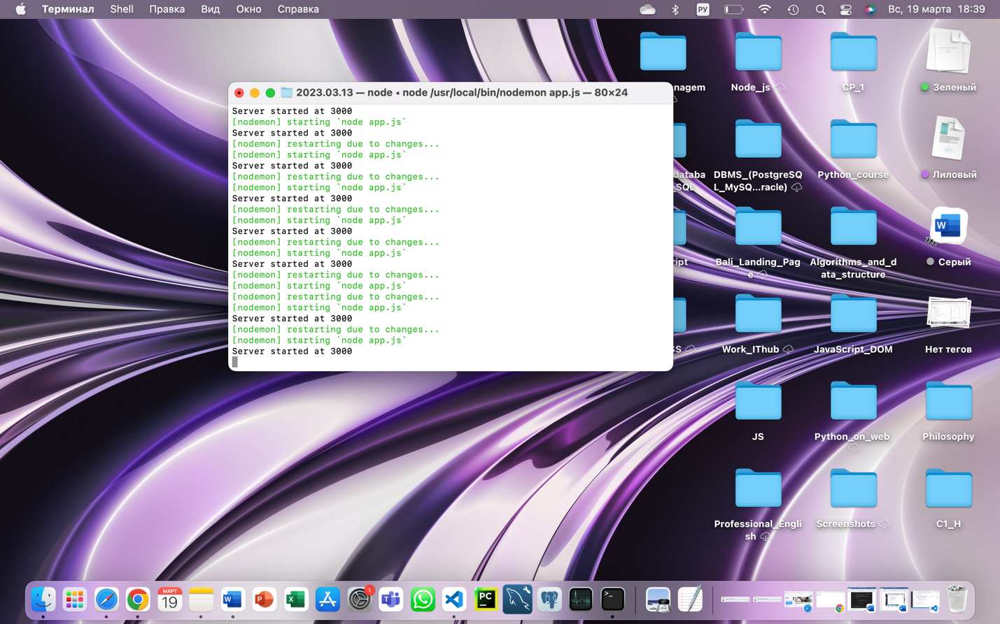 Терминал Shell Правка Вид Окно Справка РУ Вс, 19 марта 18:39
2023.03.13 — node ◂ node /usr/local/bin/nodemon app.js — 80×24
Server started at 3000
[nodemon] starting `node app.js`
Server started at 3000
[nodemon] restarting due to changes...
[nodemon] starting `node app.js`
Server started at 3000
[nodemon] restarting due to changes...
[nodemon] starting `node app.js`
Server started at 3000
[nodemon] restarting due to changes...
[nodemon] starting `node app.js`
Server started at 3000
[nodemon] restarting due to changes...
[nodemon] starting `node app.js`
Server started at 3000
[nodemon] restarting due to changes...
[nodemon] starting `node app.js`
[nodemon] restarting due to changes...
[nodemon] starting `node app.js`
Server started at 3000
[nodemon] restarting due to changes...
[nodemon] starting `node app.js`
Server started at 3000
nagem
Node_js
CP_1
Зеленый
databa
SQL
DBMS_(PostgreSQ
L_MySQ...racle)
Python_course
Лиловый
ript
Bali_Landing_Pag
e
Algorithms_and_d
ata_structure
W
Серый
SS
Work_IThub
JavaScript_DOM
Нет тегов
JS
Python_on_web
Philosophy
Professional_Engli
sh
Screenshots
C1_H
МАРТ
19
W
P
X
1
T
PC
>_